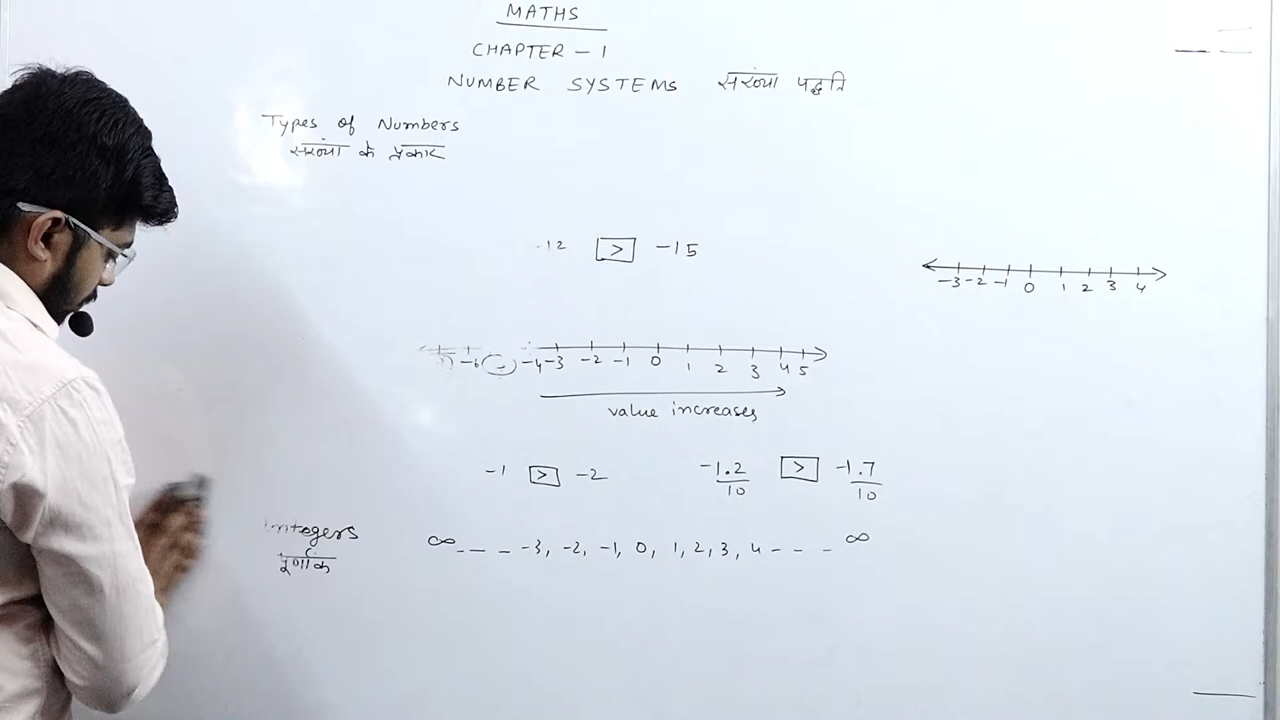 MATHS
CHAPTER - 1
NUMBER SYSTEMS संख्या पद्धति
Types of Numbers
संख्या के प्रकार
-12 > -15
-3 -2 -1 0 1 2 3 4
-6 -4 -3 -2 -1 0 1 2 3 4 5
value increases
-1 > -2 -1.2/10 > -1.7/10
Integers ∞ - - - -3, -2, -1, 0, 1, 2, 3, 4 - - - ∞
पूर्णांक